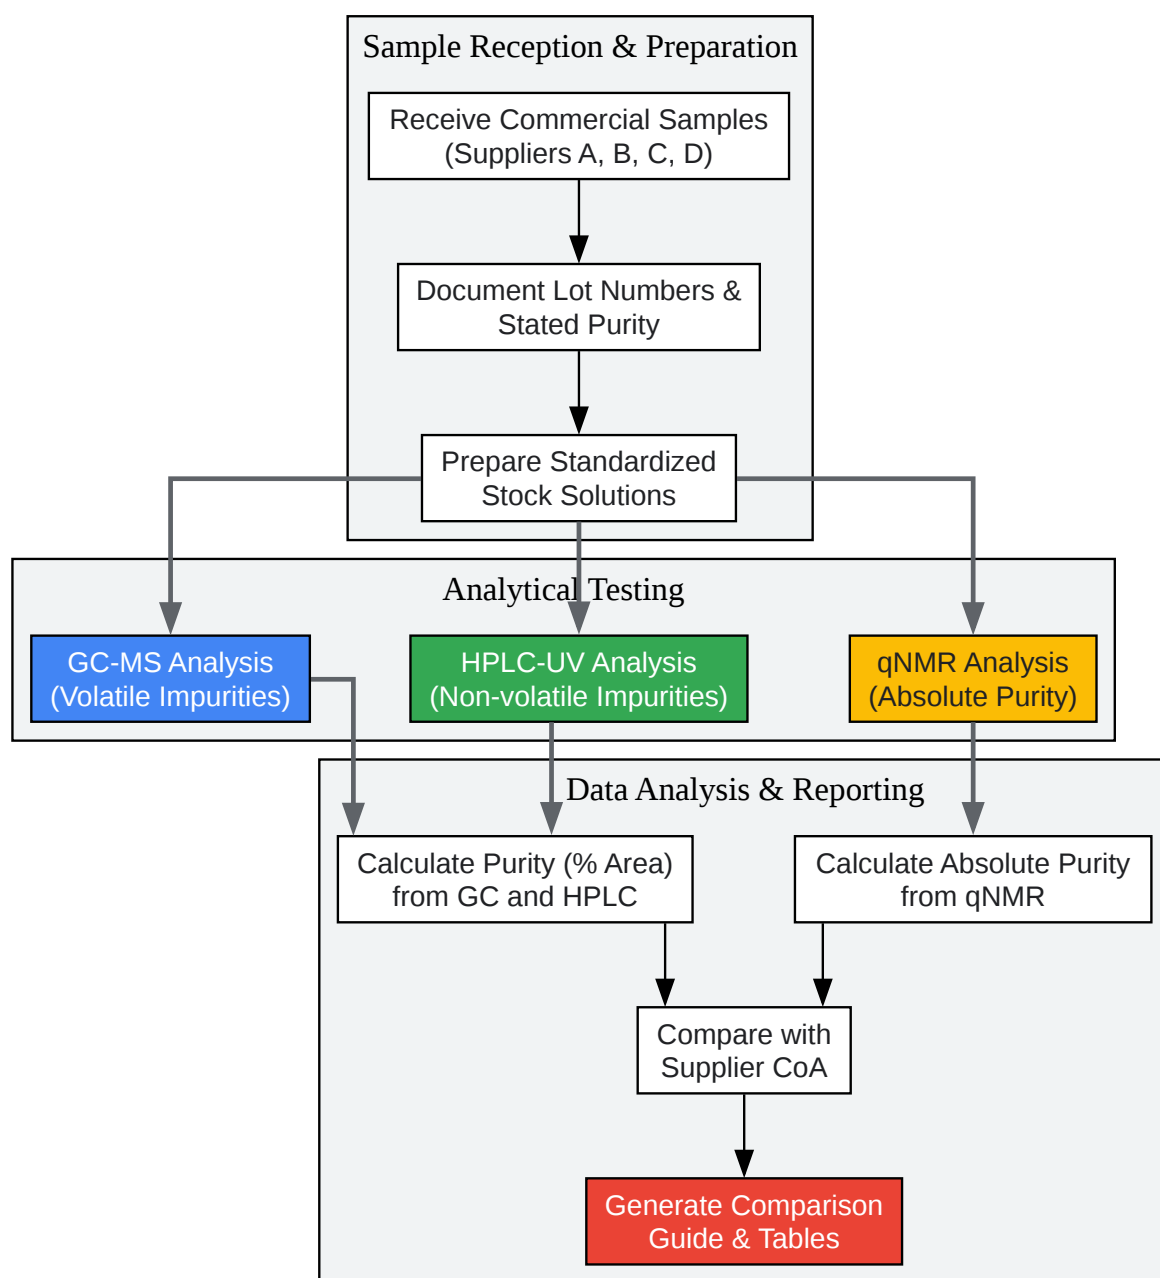 Sample Reception & Preparation
Receive Commercial Samples
(Suppliers A, B, C, D)
Document Lot Numbers &
Stated Purity
Prepare Standardized
Stock Solutions
Analytical Testing
GC-MS Analysis
(Volatile Impurities)
HPLC-UV Analysis
(Non-volatile Impurities)
qNMR Analysis
(Absolute Purity)
Data Analysis & Reporting
Calculate Purity (% Area)
from GC and HPLC
Calculate Absolute Purity
from qNMR
Compare with
Supplier CoA
Generate Comparison
Guide & Tables